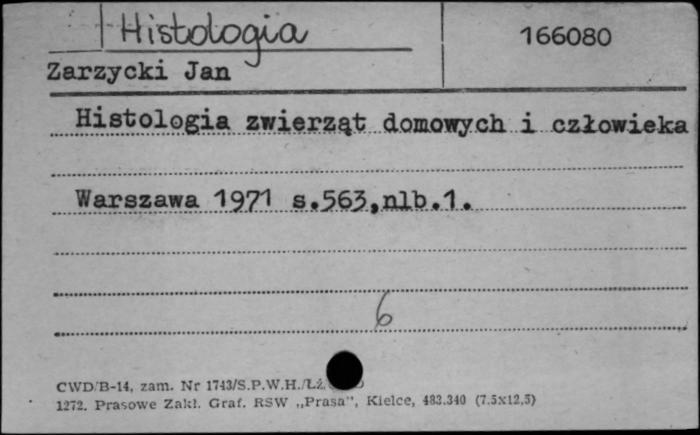 Histologia
166080
Zarzycki Jan
Histologia zwierząt domowych i człowieka
Warszawa 1971 s.563,nlb.1.
6
CWD/B-14, zam. Nr 1743/S.P.W.H./ŁŻ
1272. Prasowe Zakł. Graf. RSW „Prasa”, Kielce, 483.340 (7.5x12,5)